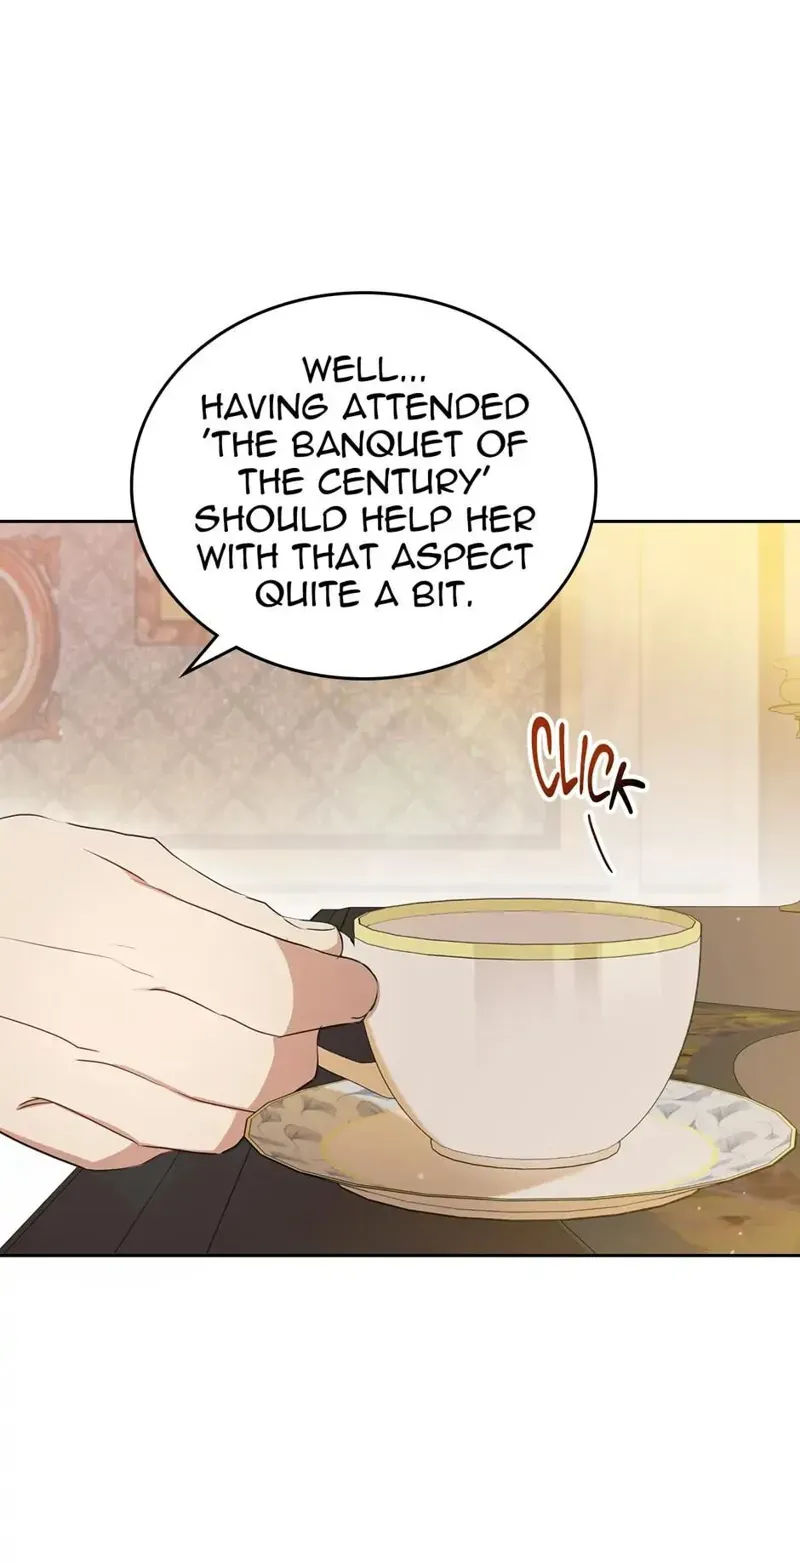 WELL...
HAVING ATTENDED
'THE BANQUET OF
THE CENTURY'
SHOULD HELP HER
WITH THAT ASPECT
QUITE A BIT.
CLICK